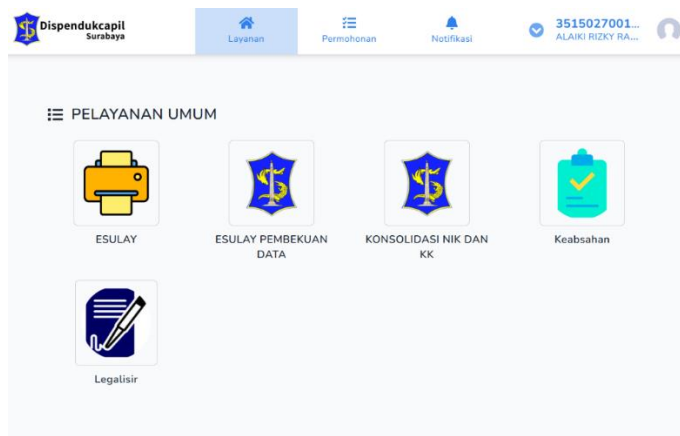 Dispendukcapil
Surabaya
Layanan
Permohonan
Notifikasi
3515027001...
ALAIKI RIZKY RA...
PELAYANAN UMUM
ESULAY
ESULAY PEMBEKUAN
DATA
KONSOLIDASI NIK DAN
KK
Keabsahan
Legalisir